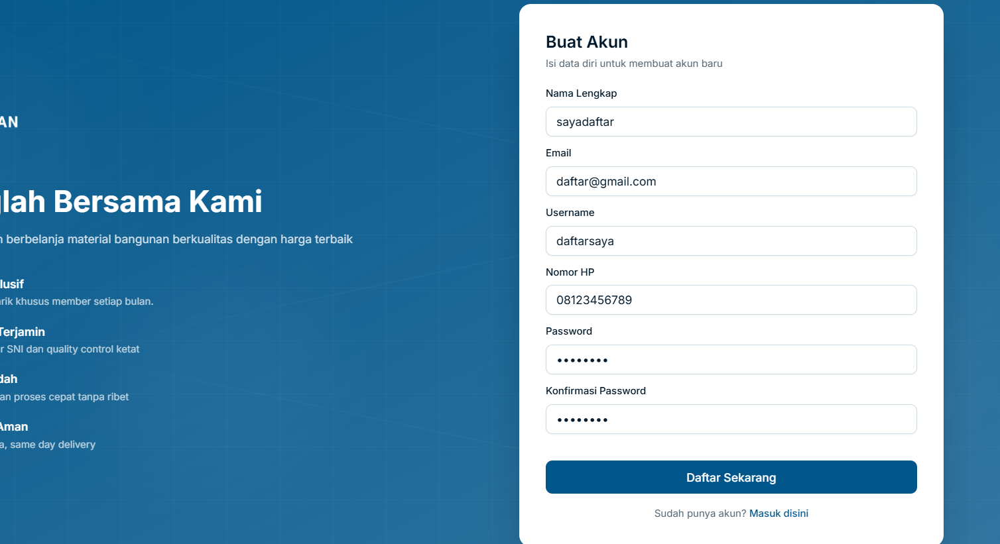 AN
glah Bersama Kami
n berbelanja material bangunan berkualitas dengan harga terbaik
lusif
arik khusus member setiap bulan.
Terjamin
r SNI dan quality control ketat
dah
an proses cepat tanpa ribet
Aman
a, same day delivery
Buat Akun
Isi data diri untuk membuat akun baru
Nama Lengkap
sayadaftar
Email
daftar@gmail.com
Username
daftarsaya
Nomor HP
08123456789
Password
••••••••
Konfirmasi Password
••••••••
Daftar Sekarang
Sudah punya akun? Masuk disini